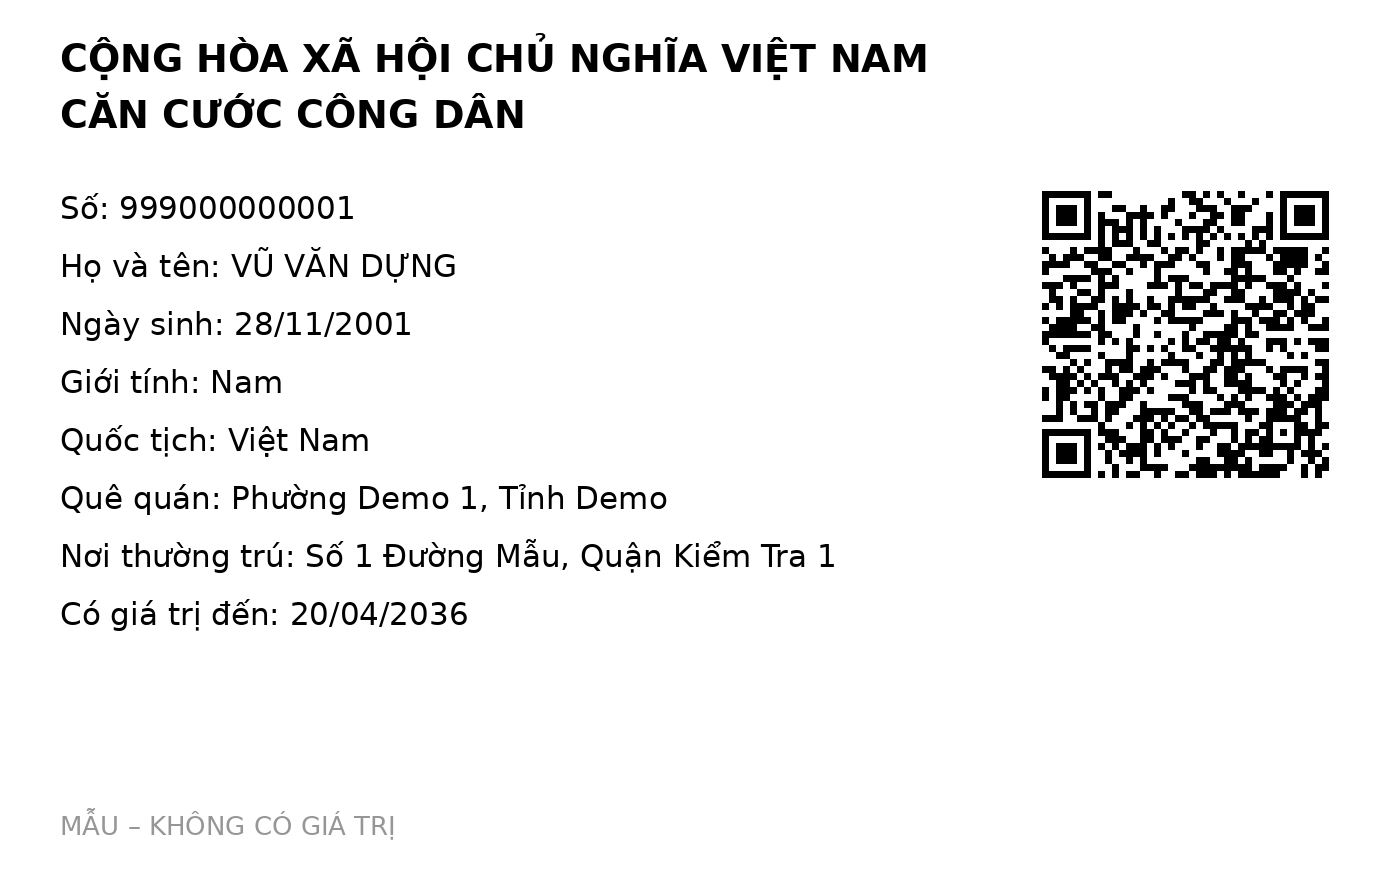 CỘNG HÒA XÃ HỘI CHỦ NGHĨA VIỆT NAM
CĂN CƯỚC CÔNG DÂN
Số: 999000000001
Họ và tên: VŨ VĂN DỰNG
Ngày sinh: 28/11/2001
Giới tính: Nam
Quốc tịch: Việt Nam
Quê quán: Phường Demo 1, Tỉnh Demo
Nơi thường trú: Số 1 Đường Mẫu, Quận Kiểm Tra 1
Có giá trị đến: 20/04/2036
MẪU – KHÔNG CÓ GIÁ TRỊ